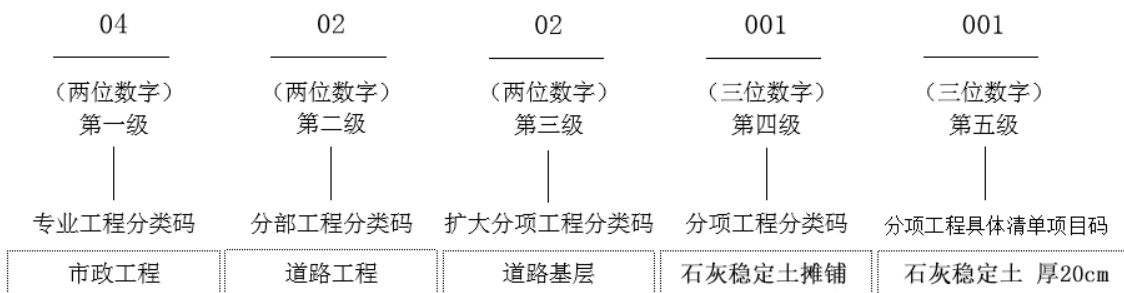 04 02 02 001 001
（两位数字） （两位数字） （两位数字） （三位数字） （三位数字）
第一级 第二级 第三级 第四级 第五级
专业工程分类码 分部工程分类码 扩大分项工程分类码 分项工程分类码 分项工程具体清单项目码
市政工程 道路工程 道路基层 石灰稳定土摊铺 石灰稳定土 厚20cm